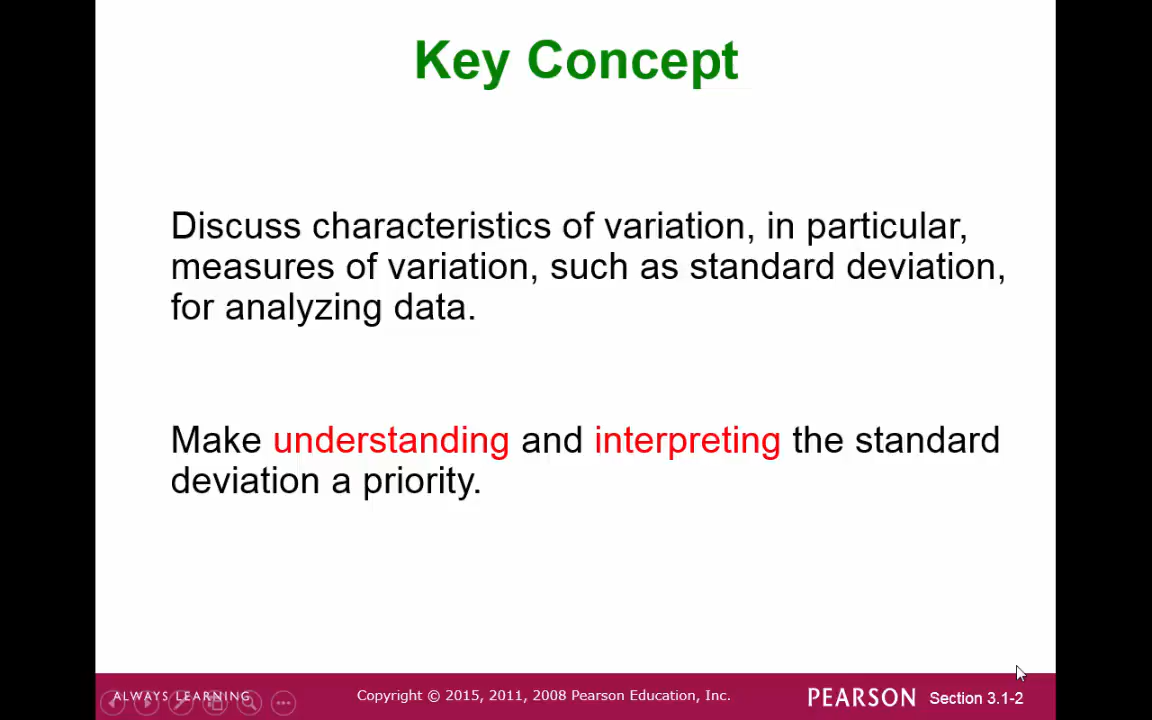 Key Concept
Discuss characteristics of variation, in particular,
measures of variation, such as standard deviation,
for analyzing data.
Make understanding and interpreting the standard
deviation a priority.
ALWAYS LEARNING
Copyright © 2015, 2011, 2008 Pearson Education, Inc.
PEARSON
Section 3.1-2